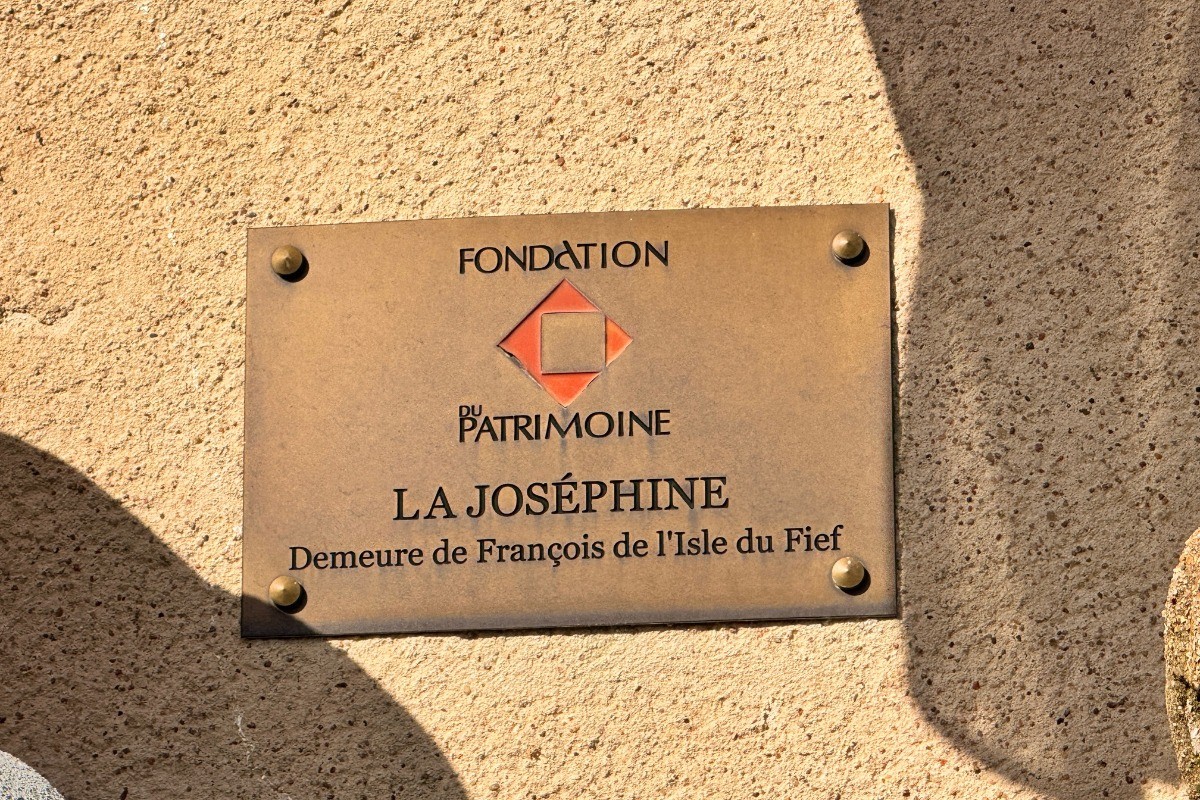 FONDATION
DU
PATRIMOINE
LA JOSÉPHINE
Demeure de François de l'Isle du Fief